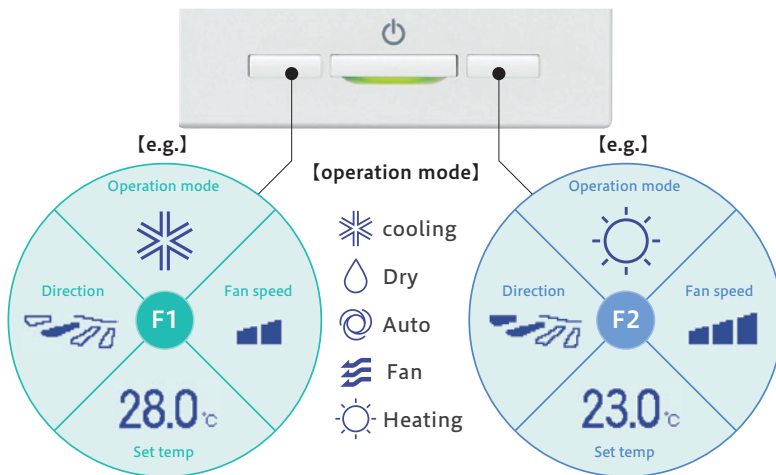 【e.g.】
【e.g.】
【operation mode】
Operation mode
Direction
Fan speed
F1
28.0℃
Set temp
cooling
Dry
Auto
Fan
Heating
Operation mode
Direction
Fan speed
F2
23.0℃
Set temp